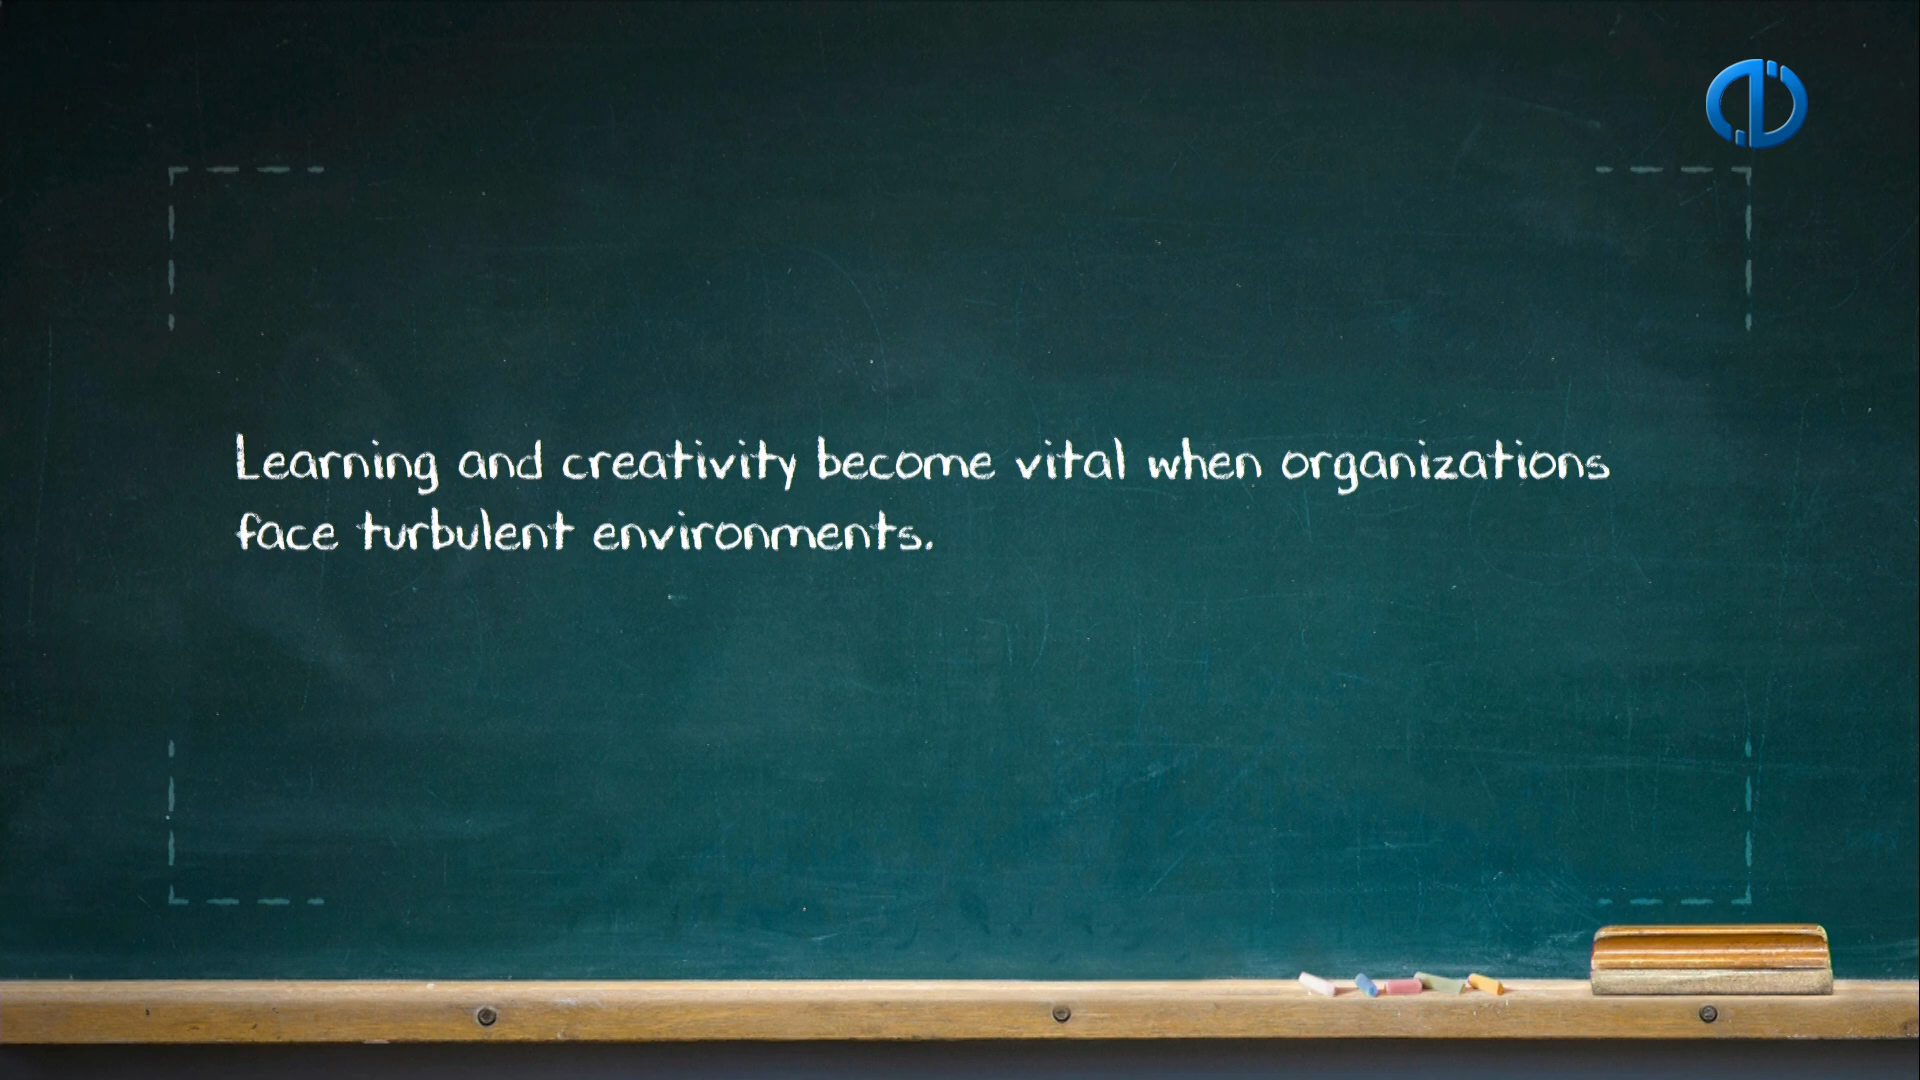 Learning and creativity become vital when organizations
face turbulent environments.